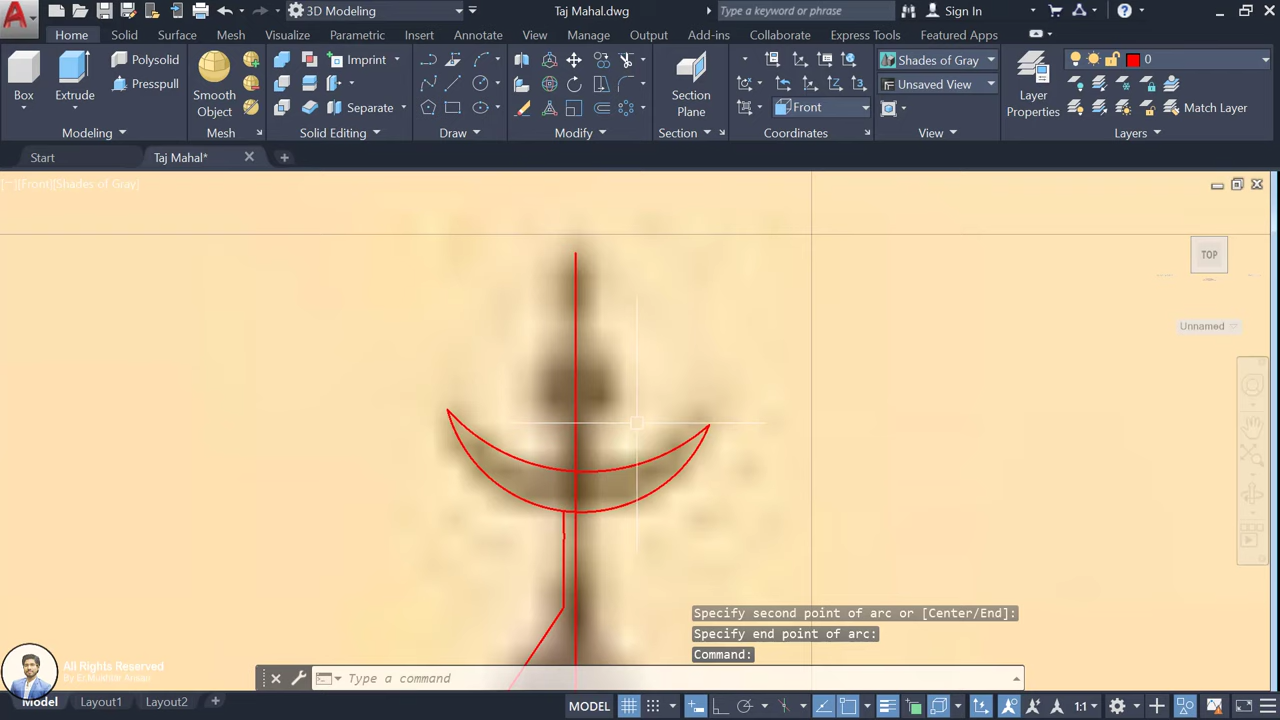 3D Modeling
Taj Mahal.dwg
Type a keyword or phrase
Sign In
Home Solid Surface Mesh Visualize Parametric Insert Annotate View Manage Output Add-ins Collaborate Express Tools Featured Apps
Box
Extrude
Polysolid
Presspull
Smooth
Object
Imprint
Separate
Section
Plane
Front
Shades of Gray
Unsaved View
Layer
Properties
0
Match Layer
Modeling
Mesh
Solid Editing
Draw
Modify
Section
Coordinates
View
Layers
Start
Taj Mahal*
[−][Front][Shades of Gray]
TOP
Unnamed
Specify second point of arc or [Center/End]:
Specify end point of arc:
Command:
Type a command
All Rights Reserved
Model Layout1 Layout2
MODEL
1:1